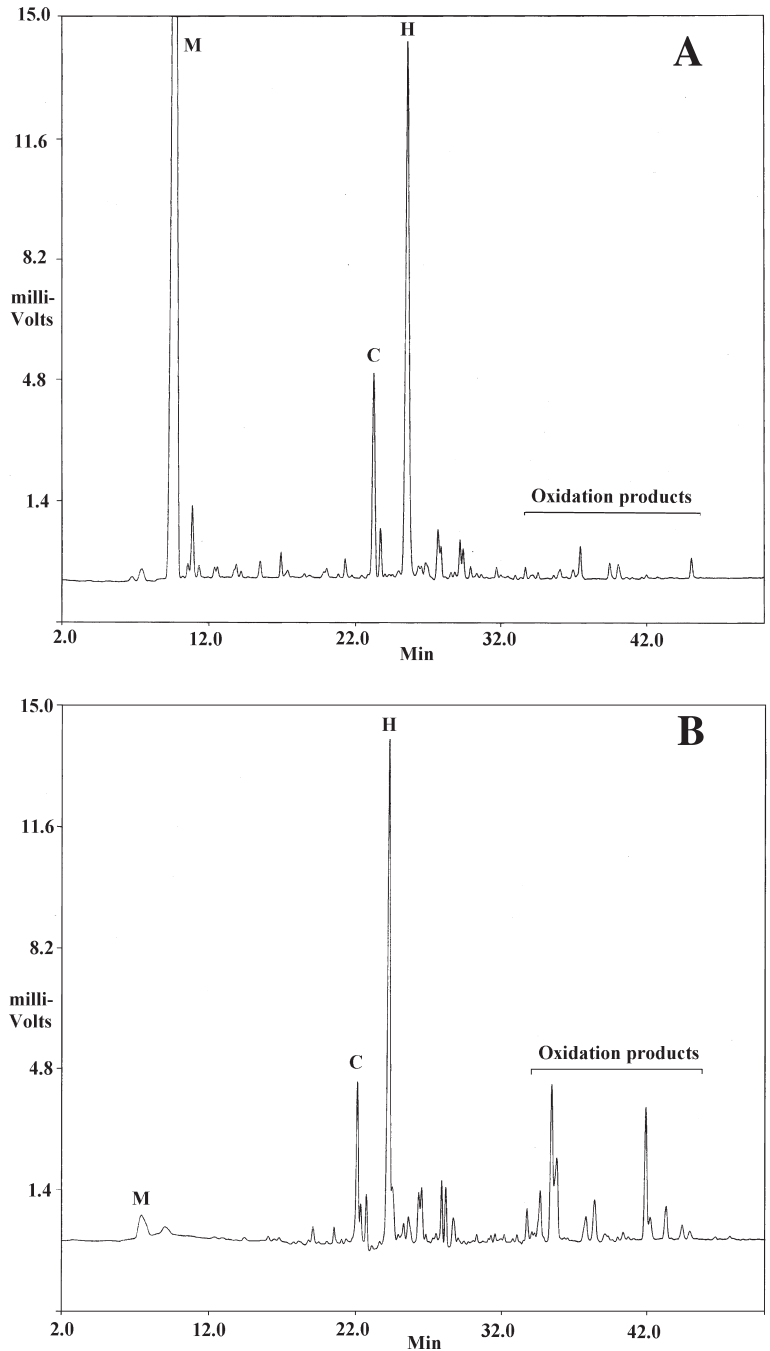 15.0
M
H
A
11.6
8.2
milli-
Volts
C
4.8
Oxidation products
1.4
2.0 12.0 22.0 32.0 42.0
Min
15.0
H
B
11.6
8.2
milli-
Volts
Oxidation products
C
4.8
M
1.4
2.0 12.0 22.0 32.0 42.0
Min